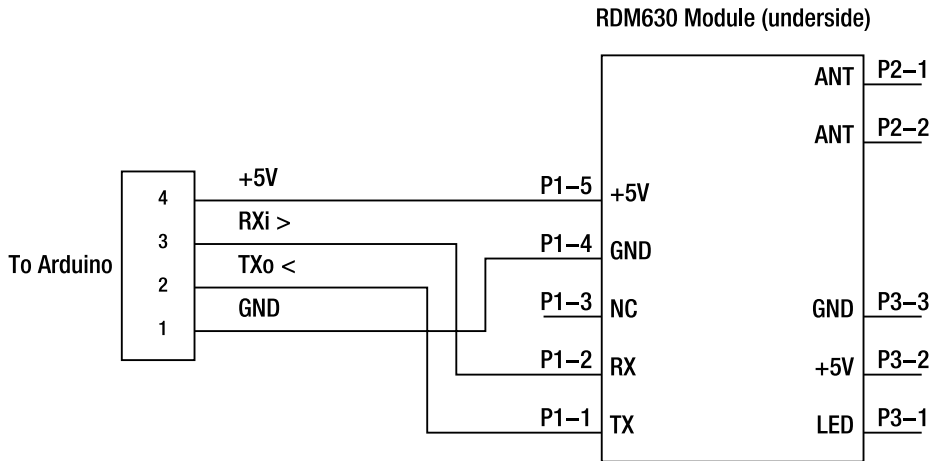 RDM630 Module (underside)
ANT P2–1
ANT P2–2
+5V P1–5 +5V
4
RXi >
3
P1–4 GND
To Arduino
TXo <
2
GND
1
P1–3 NC
GND P3–3
P1–2 RX
+5V P3–2
P1–1 TX
LED P3–1